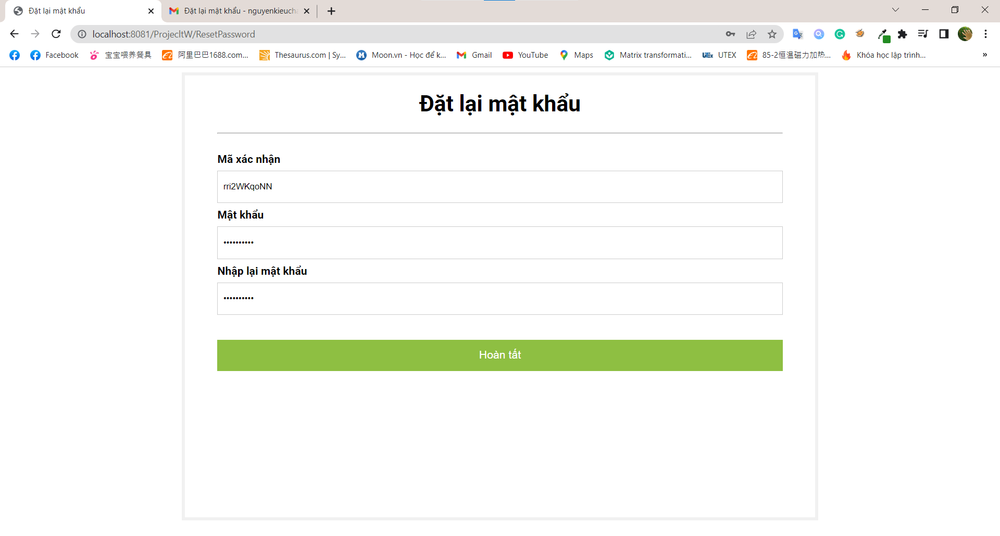 Đặt lại mật khẩu
Đặt lại mật khẩu - nguyenkieucha
localhost:8081/ProjecltW/ResetPassword
Facebook
宝宝喂养餐具
阿里巴巴1688.com...
Thesaurus.com | Sy...
Moon.vn - Học để k...
Gmail
YouTube
Maps
Matrix transformati...
UTEX
85-2恒温磁力加热...
Khóa học lập trình...
Đặt lại mật khẩu
Mã xác nhận
rri2WKqoNN
Mật khẩu
••••••••••
Nhập lại mật khẩu
••••••••••
Hoàn tất